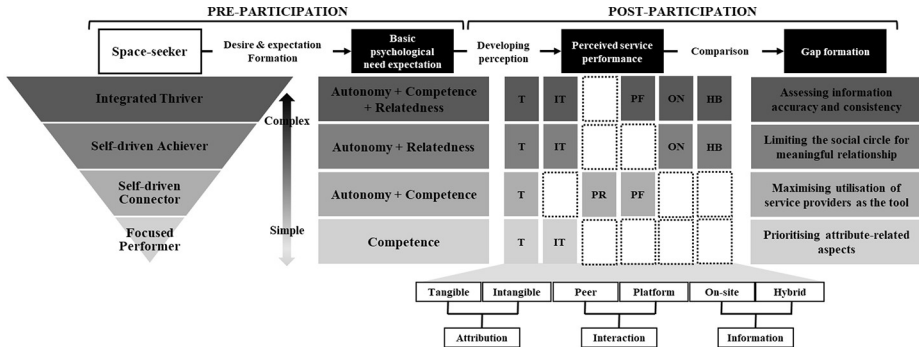 PRE-PARTICIPATION
POST-PARTICIPATION
Space-seeker
Desire & expectation
Formation
Basic
psychological
need expectation
Developing
perception
Perceived service
performance
Comparison
Gap formation
Integrated Thriver
Complex
Autonomy + Competence
+ Relatedness
T
IT
PF
ON
HB
Assessing information
accuracy and consistency
Self-driven Achiever
Autonomy + Relatedness
T
IT
ON
HB
Limiting the social circle for
meaningful relationship
Self-driven
Connector
Autonomy + Competence
T
PR
PF
Maximising utilisation of
service providers as the tool
Focused
Performer
Simple
Competence
T
IT
Prioritising attribute-related
aspects
Tangible
Intangible
Peer
Platform
On-site
Hybrid
Attribution
Interaction
Information